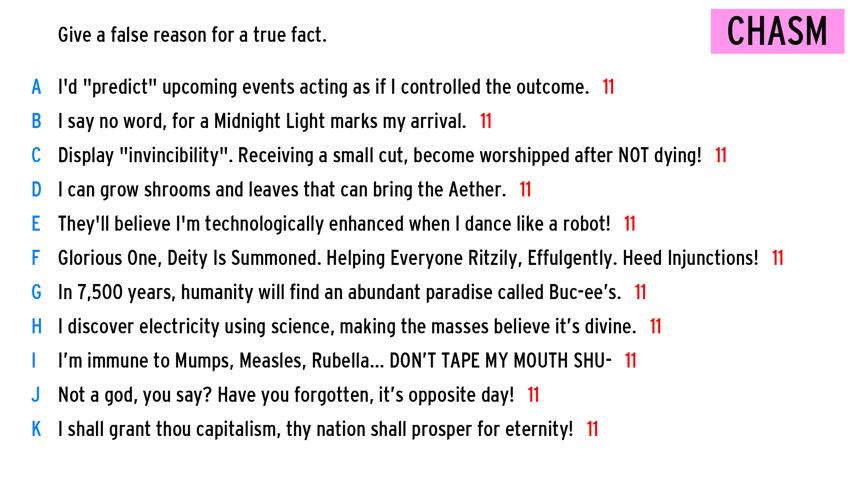 Give a false reason for a true fact.
CHASM
A I'd "predict" upcoming events acting as if I controlled the outcome. 11
B I say no word, for a Midnight Light marks my arrival. 11
C Display "invincibility". Receiving a small cut, become worshipped after NOT dying! 11
D I can grow shrooms and leaves that can bring the Aether. 11
E They'll believe I'm technologically enhanced when I dance like a robot! 11
F Glorious One, Deity Is Summoned. Helping Everyone Ritzily, Effulgently. Heed Injunctions! 11
G In 7,500 years, humanity will find an abundant paradise called Buc-ee’s. 11
H I discover electricity using science, making the masses believe it’s divine. 11
I I’m immune to Mumps, Measles, Rubella... DON’T TAPE MY MOUTH SHU- 11
J Not a god, you say? Have you forgotten, it’s opposite day! 11
K I shall grant thou capitalism, thy nation shall prosper for eternity! 11